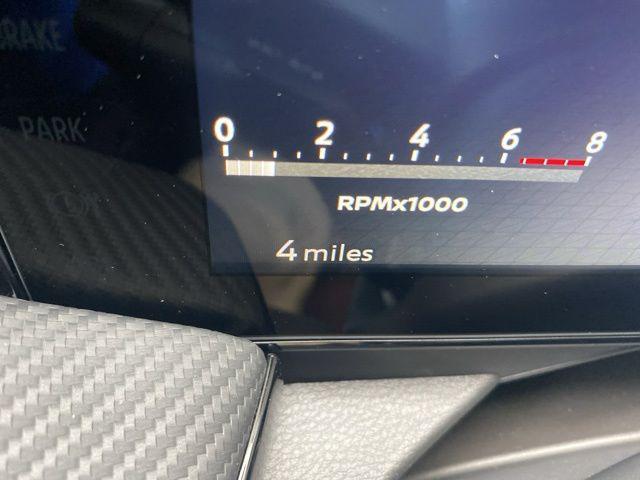 BRAKE
PARK
0 2 4 6 8
RPMx1000
4 miles